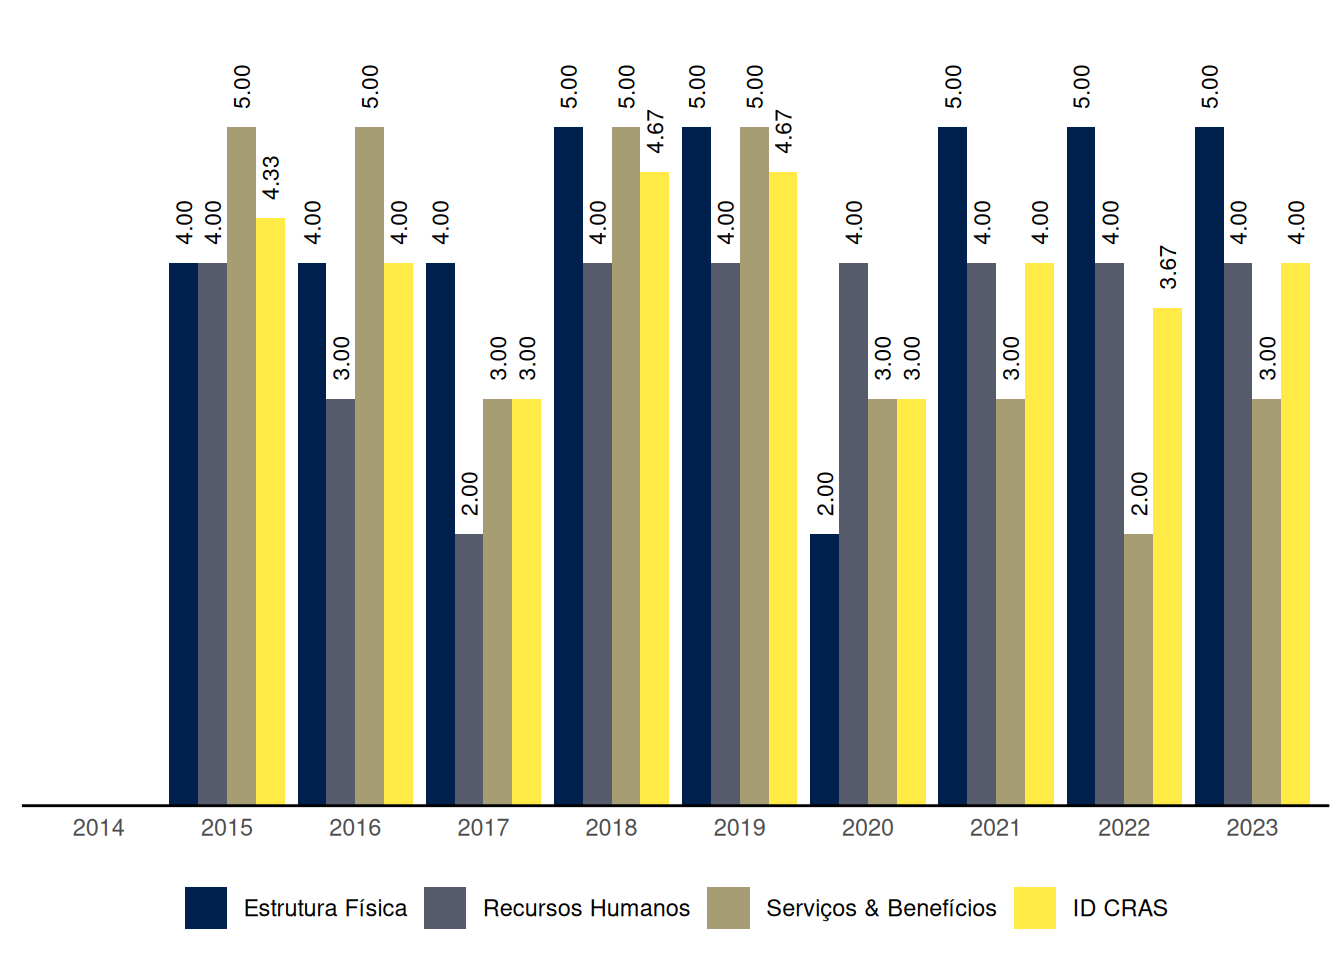 5.00 5.00 5.00 5.00 5.00 5.00 5.00 5.00 5.00
4.67 4.67
4.33
4.00 4.00 4.00 4.00 4.00 4.00 4.00 4.00 4.00 4.00 4.00 4.00 4.00
3.67
3.00 3.00 3.00 3.00 3.00 3.00 3.00
2.00 2.00 2.00
2014 2015 2016 2017 2018 2019 2020 2021 2022 2023
Estrutura Física Recursos Humanos Serviços & Benefícios ID CRAS